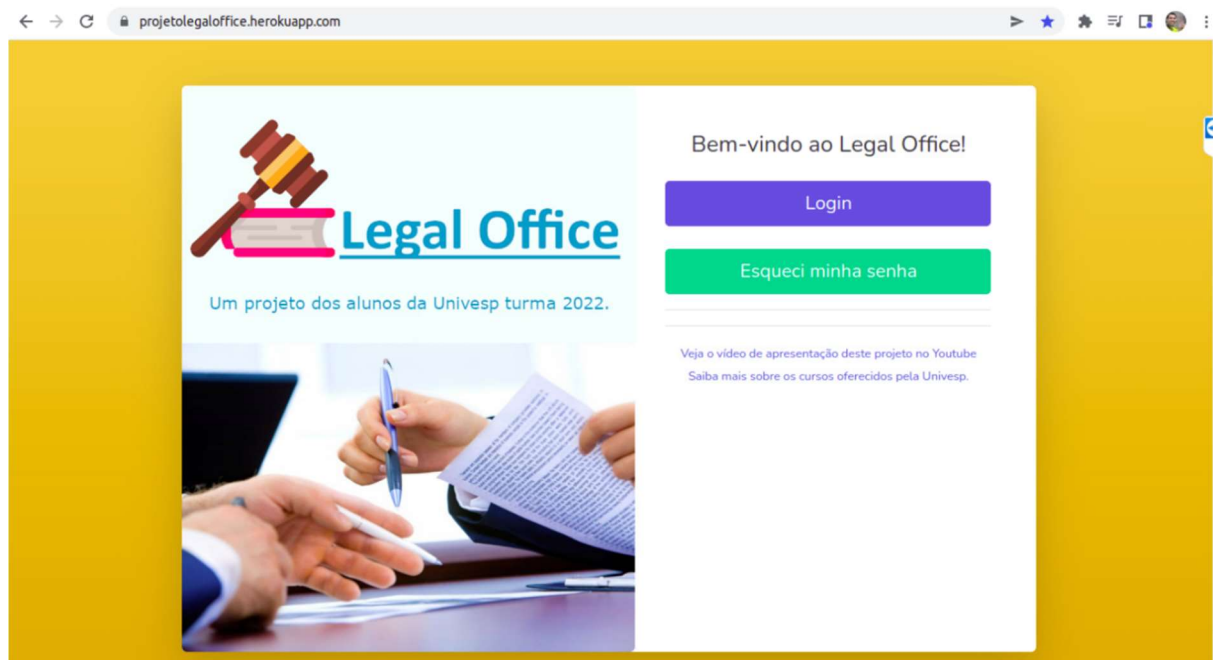 projetolegaloffice.herokuapp.com
Legal Office
Um projeto dos alunos da Univesp turma 2022.
Bem-vindo ao Legal Office!
Login
Esqueci minha senha
Veja o vídeo de apresentação deste projeto no Youtube
Saiba mais sobre os cursos oferecidos pela Univesp.